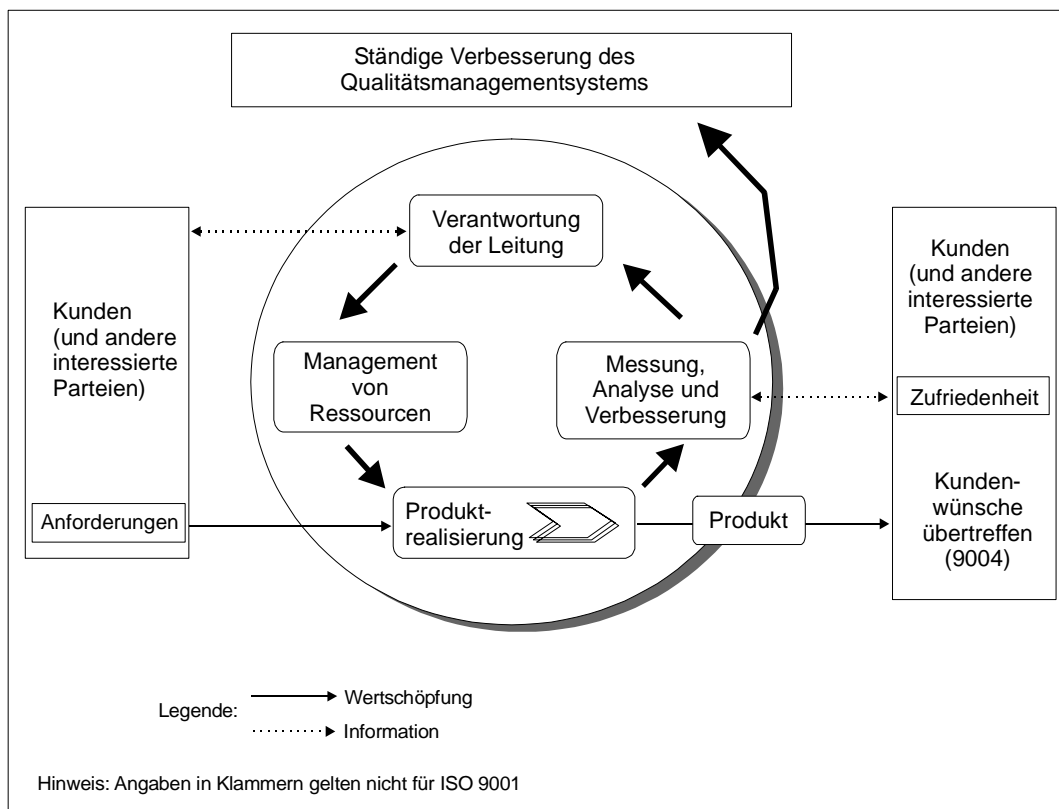 Ständige Verbesserung des
Qualitätsmanagementsystems
Verantwortung
der Leitung
Kunden
(und andere
interessierte
Parteien)
Anforderungen
Management
von
Ressourcen
Messung,
Analyse und
Verbesserung
Produkt-
realisierung
Produkt
Kunden
(und andere
interessierte
Parteien)
Zufriedenheit
Kunden-
wünsche
übertreffen
(9004)
Legende:
Wertschöpfung
Information
Hinweis: Angaben in Klammern gelten nicht für ISO 9001